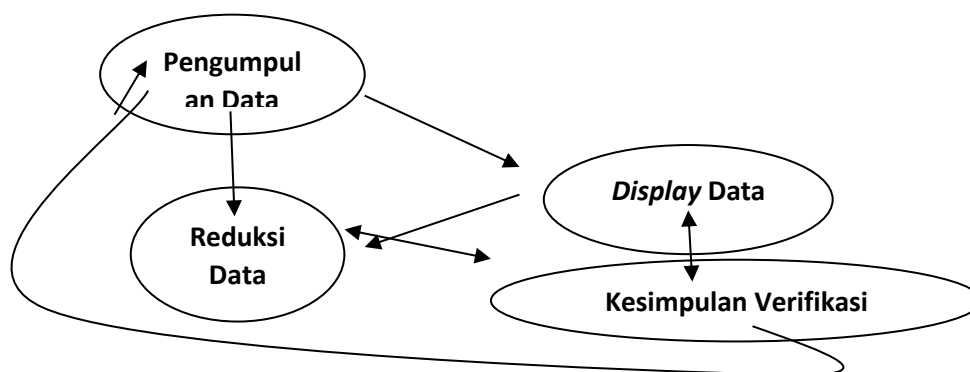 Pengumpul
an Data
Display Data
Reduksi
Data
Kesimpulan Verifikasi